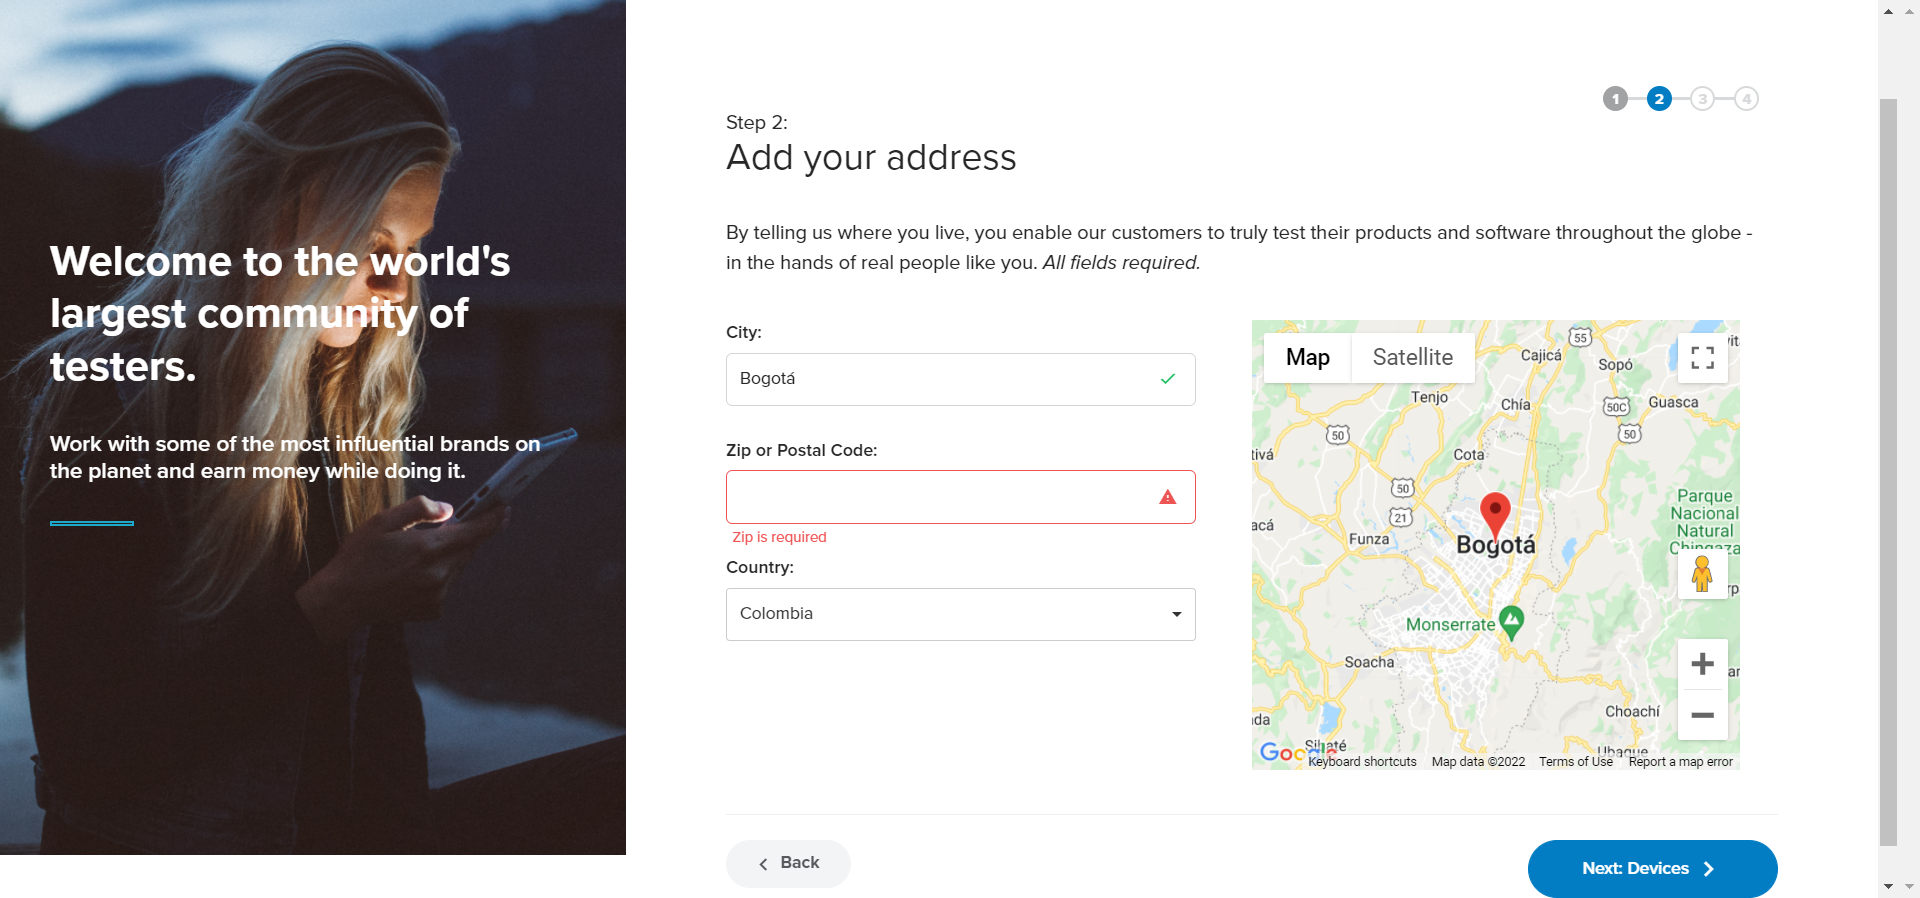 Welcome to the world's
largest community of
testers.
Work with some of the most influential brands on
the planet and earn money while doing it.
1 2 3 4
Step 2:
Add your address
By telling us where you live, you enable our customers to truly test their products and software throughout the globe -
in the hands of real people like you. All fields required.
City:
Bogotá
Zip or Postal Code:
Zip is required
Country:
Colombia
Map Satellite
55
Cajicá
Sopó
Tenjo
Chía
50C
Guasca
50
50
tivá
Cota
50
21
acá
Funza
Bogotá
Parque
Nacional
Natural
Chingaza
Monserrate
Soacha
Choachí
Sibaté
Ubaque
Google
Keyboard shortcuts Map data ©2022 Terms of Use Report a map error
Back
Next: Devices